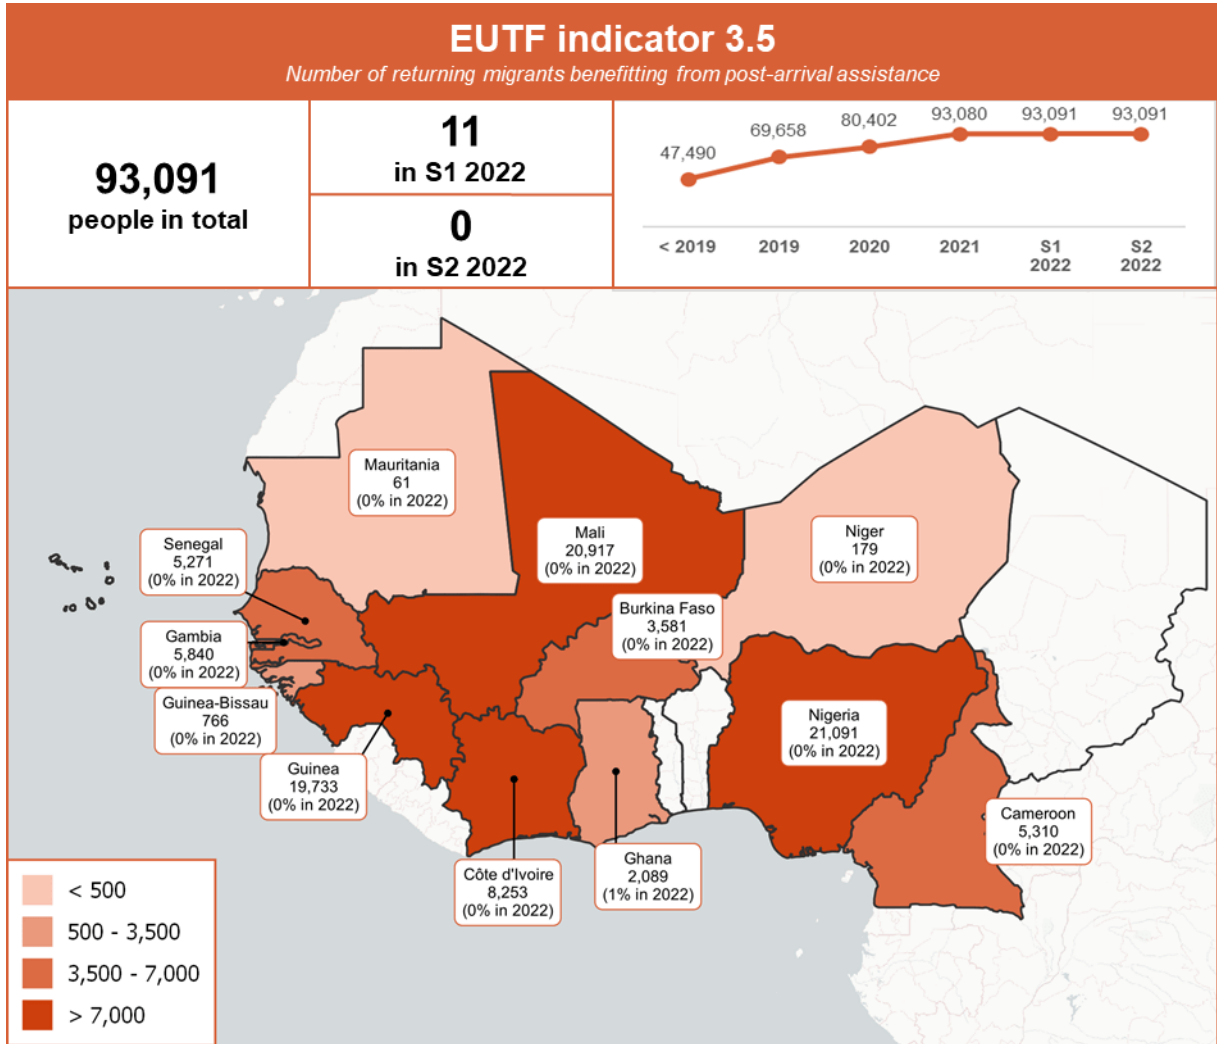 EUTF indicator 3.5
Number of returning migrants benefitting from post-arrival assistance
93,091
people in total
11
in S1 2022
0
in S2 2022
47,490
69,658
80,402
93,080
93,091
93,091
< 2019
2019
2020
2021
S1
2022
S2
2022
Mauritania
61
(0% in 2022)
Mali
20,917
(0% in 2022)
Niger
179
(0% in 2022)
Senegal
5,271
(0% in 2022)
Burkina Faso
3,581
(0% in 2022)
Gambia
5,840
(0% in 2022)
Guinea-Bissau
766
(0% in 2022)
Nigeria
21,091
(0% in 2022)
Guinea
19,733
(0% in 2022)
Cameroon
5,310
(0% in 2022)
Côte d'Ivoire
8,253
(0% in 2022)
Ghana
2,089
(1% in 2022)
< 500
500 - 3,500
3,500 - 7,000
> 7,000